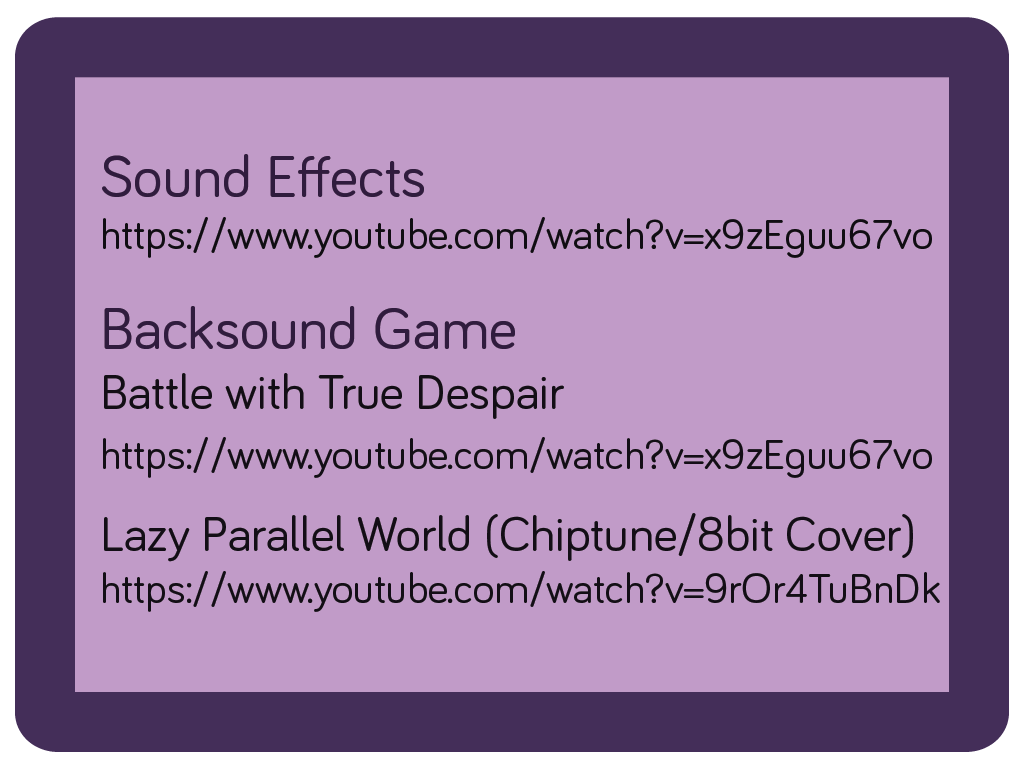 Sound Effects
https://www.youtube.com/watch?v=x9zEguu67vo
Backsound Game
Battle with True Despair
https://www.youtube.com/watch?v=x9zEguu67vo
Lazy Parallel World (Chiptune/8bit Cover)
https://www.youtube.com/watch?v=9rOr4TuBnDk